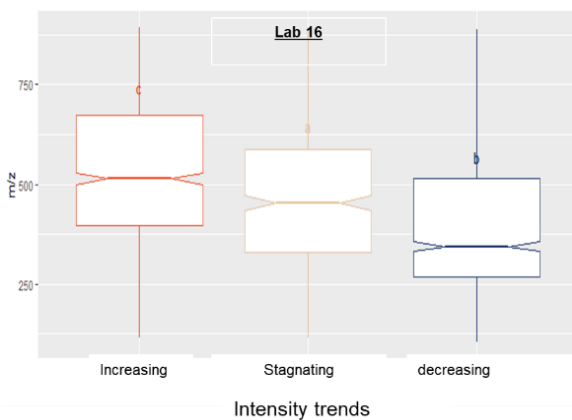 Lab 16
c
750
a
b
m/z
500
250
Increasing Stagnating decreasing
Intensity trends